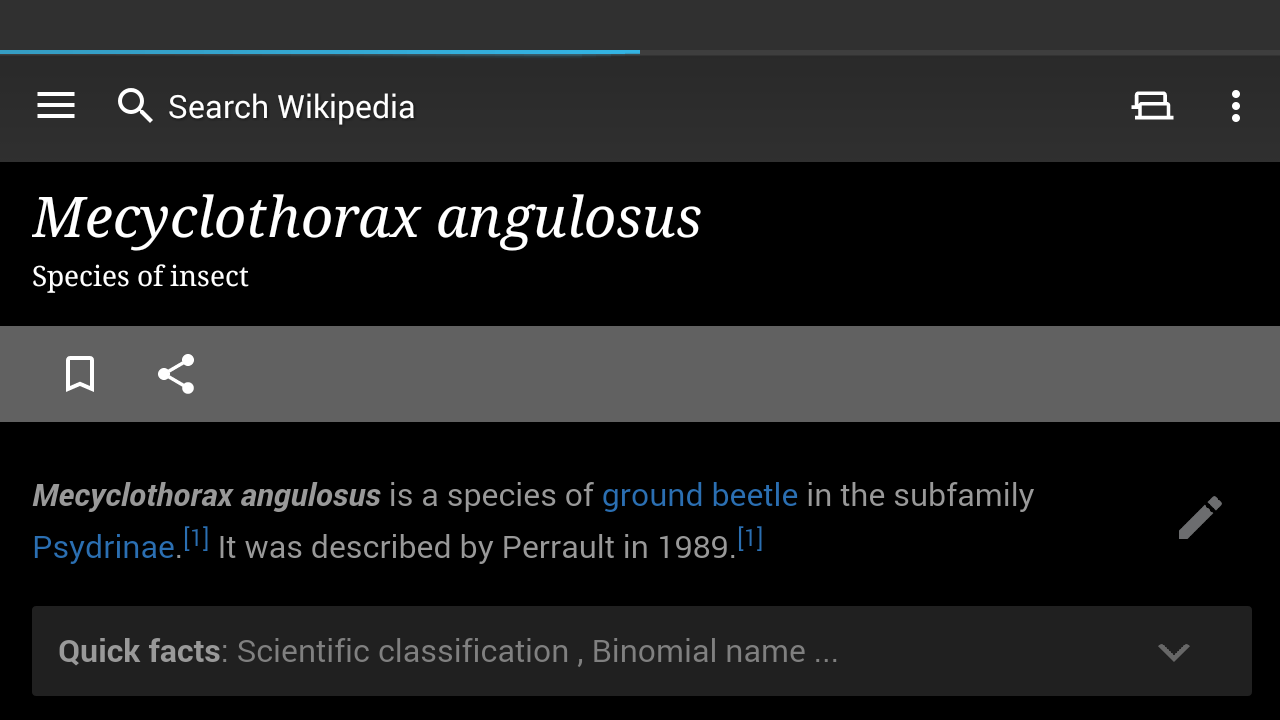 Search Wikipedia
Mecyclothorax angulosus
Species of insect
Mecyclothorax angulosus is a species of ground beetle in the subfamily
Psydrinae.[1] It was described by Perrault in 1989.[1]
Quick facts: Scientific classification , Binomial name ...